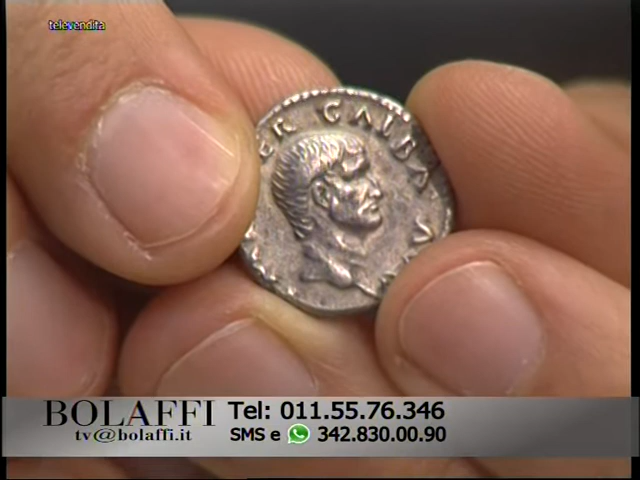 televendita
ER GALBA
BOLAFFI
tv@bolaffi.it
Tel: 011.55.76.346
SMS e 342.830.00.90